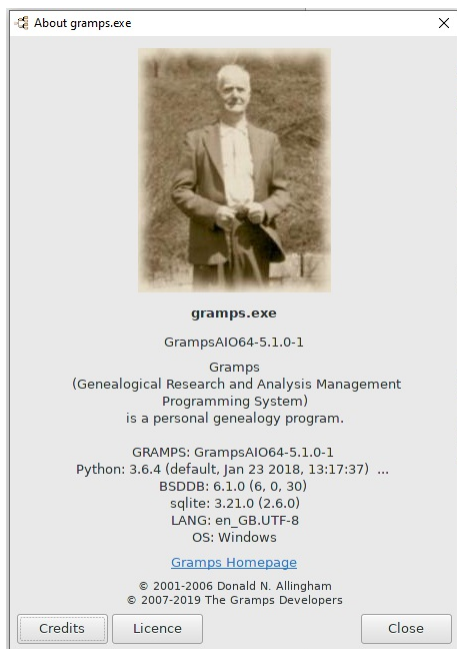 About gramps.exe
gramps.exe
GrampsAIO64-5.1.0-1
Gramps
(Genealogical Research and Analysis Management
Programming System)
is a personal genealogy program.
GRAMPS: GrampsAIO64-5.1.0-1
Python: 3.6.4 (default, Jan 23 2018, 13:17:37)  ...
BSDDB: 6.1.0 (6, 0, 30)
sqlite: 3.21.0 (2.6.0)
LANG: en_GB.UTF-8
OS: Windows
Gramps Homepage
© 2001-2006 Donald N. Allingham
© 2007-2019 The Gramps Developers
Credits Licence Close